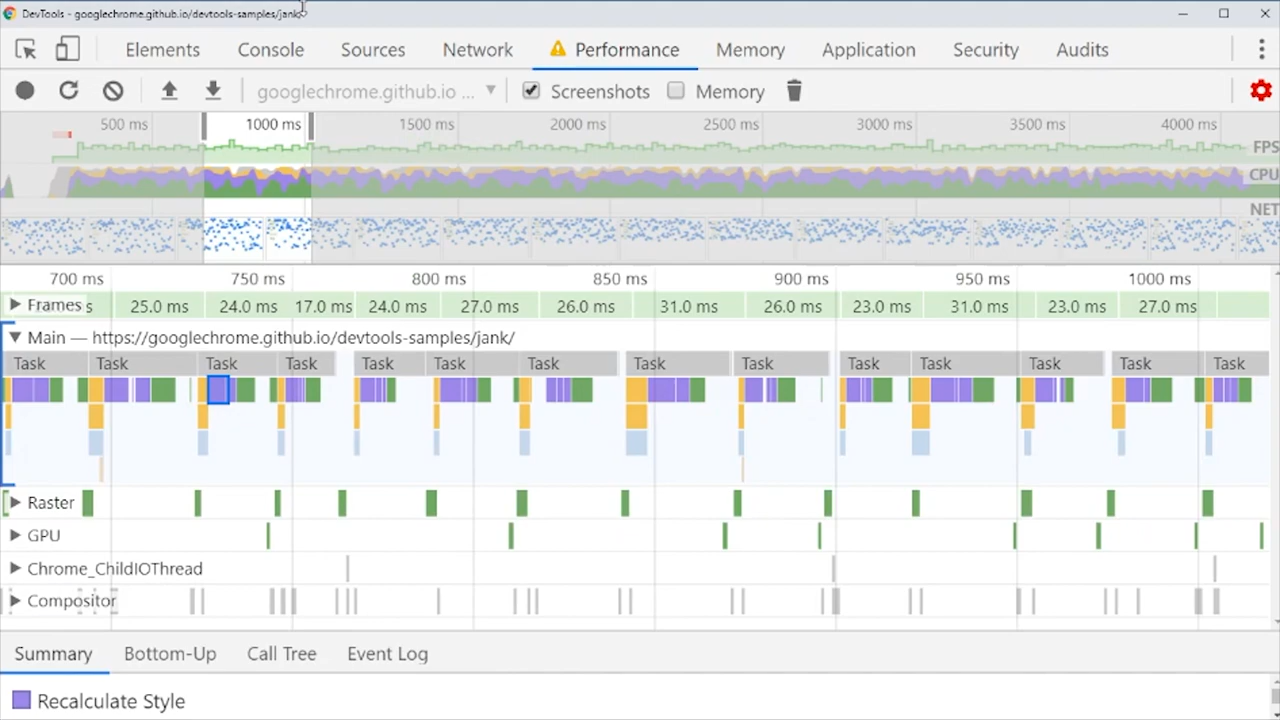 DevTools - googlechrome.github.io/devtools-samples/jank/
Elements Console Sources Network Performance Memory Application Security Audits
googlechrome.github.io ... Screenshots Memory
500 ms 1000 ms 1500 ms 2000 ms 2500 ms 3000 ms 3500 ms 4000 ms
FPS
CPU
NET
700 ms 750 ms 800 ms 850 ms 900 ms 950 ms 1000 ms
Frames s 25.0 ms 24.0 ms 17.0 ms 24.0 ms 27.0 ms 26.0 ms 31.0 ms 26.0 ms 23.0 ms 31.0 ms 23.0 ms 27.0 ms
Main — https://googlechrome.github.io/devtools-samples/jank/
Task Task Task Task Task Task Task Task Task Task Task Task Task Task
Raster
GPU
Chrome_ChildIOThread
Compositor
Summary Bottom-Up Call Tree Event Log
Recalculate Style